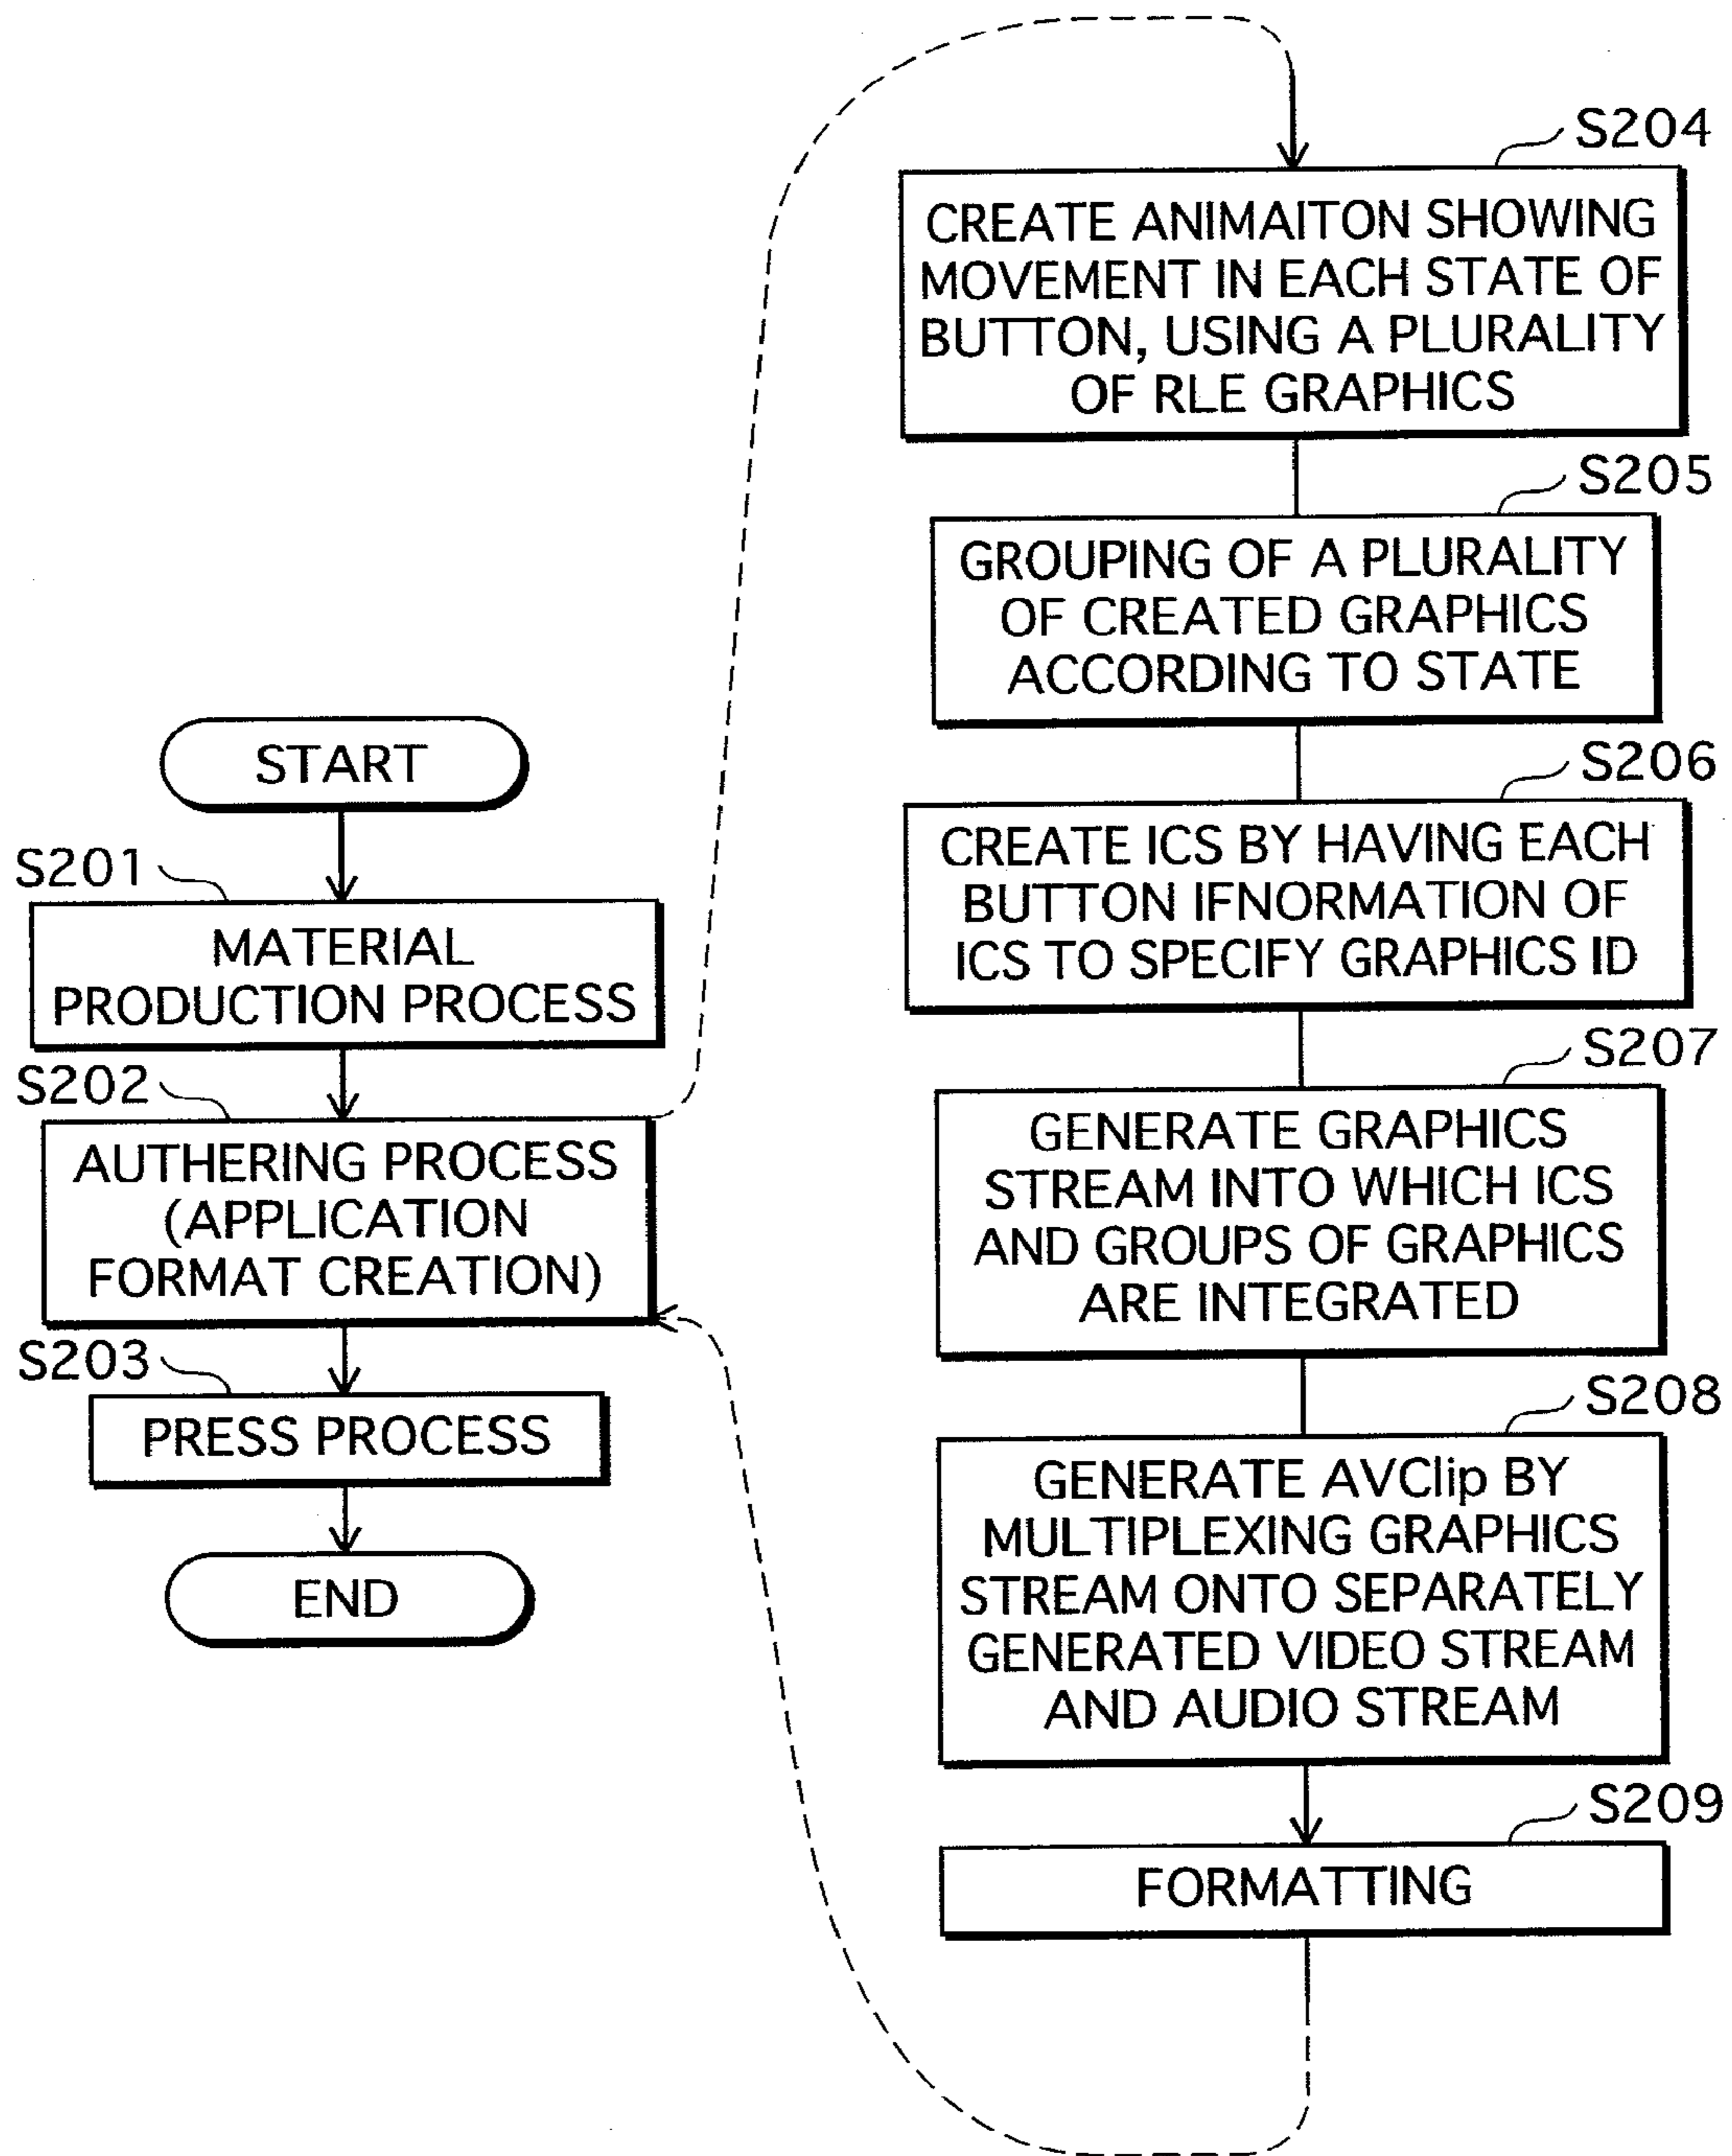 START
S201
MATERIAL
PRODUCTION PROCESS
S202
AUTHERING PROCESS
(APPLICATION
FORMAT CREATION)
S203
PRESS PROCESS
END
S204
CREATE ANIMAITON SHOWING
MOVEMENT IN EACH STATE OF
BUTTON, USING A PLURALITY
OF RLE GRAPHICS
S205
GROUPING OF A PLURALITY
OF CREATED GRAPHICS
ACCORDING TO STATE
S206
CREATE ICS BY HAVING EACH
BUTTON IFNORMATION OF
ICS TO SPECIFY GRAPHICS ID
S207
GENERATE GRAPHICS
STREAM INTO WHICH ICS
AND GROUPS OF GRAPHICS
ARE INTEGRATED
S208
GENERATE AVClip BY
MULTIPLEXING GRAPHICS
STREAM ONTO SEPARATELY
GENERATED VIDEO STREAM
AND AUDIO STREAM
S209
FORMATTING